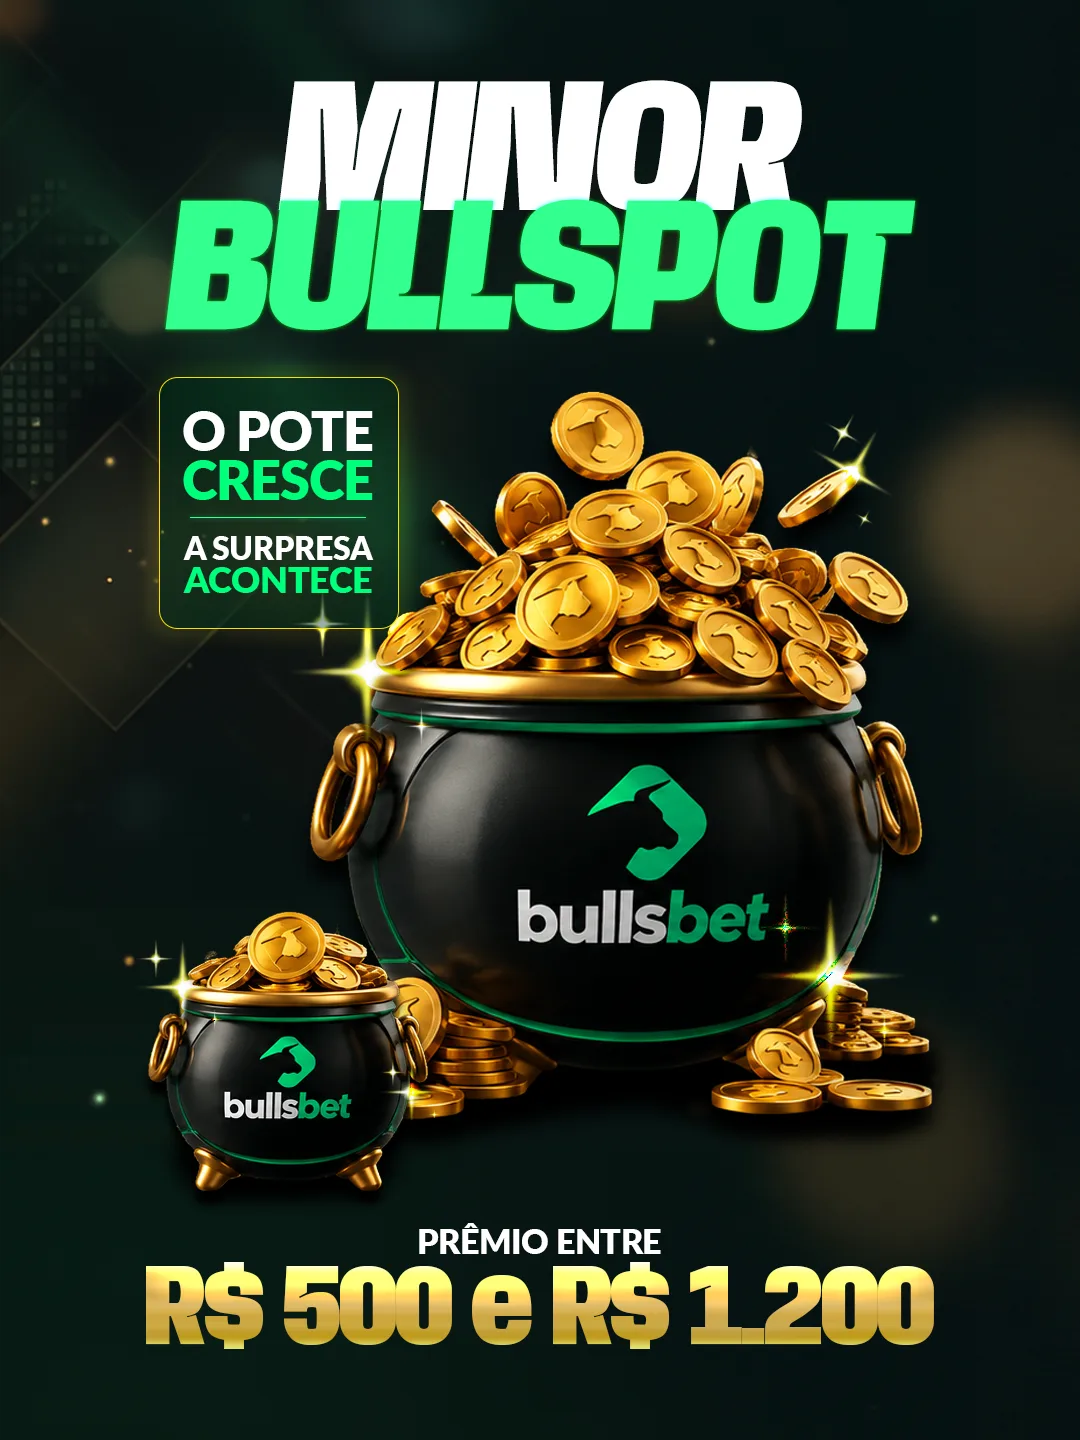 MINOR
BULLSPOT
O POTE
CRESCE
A SURPRESA
ACONTECE
bullsbet
bullsbet
PRÊMIO ENTRE
R$ 500 e R$ 1.200